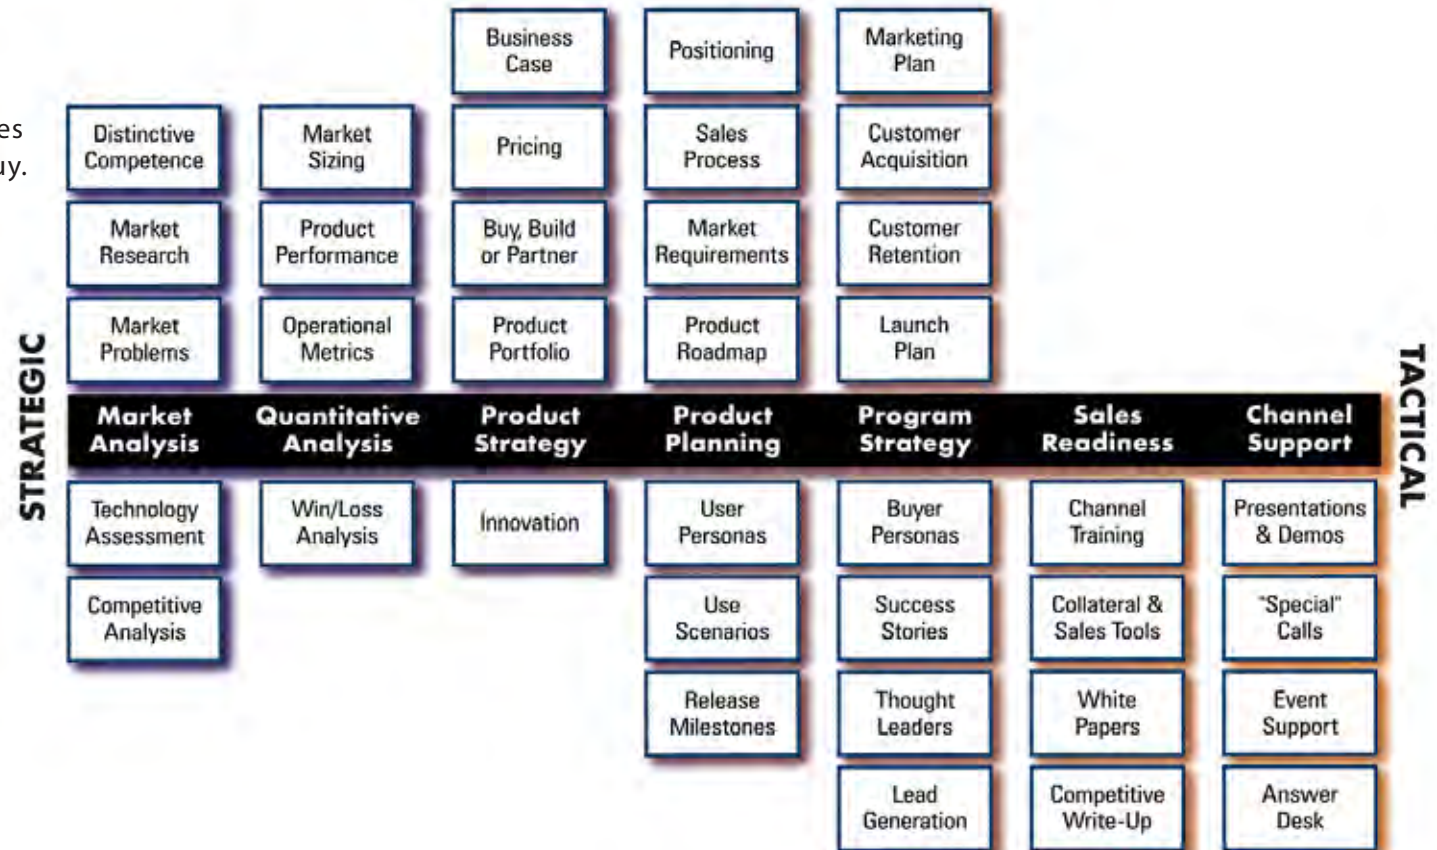 Business
Case
Positioning
Marketing
Plan
es
uy.
Distinctive
Competence
Market
Sizing
Pricing
Sales
Process
Customer
Acquisition
Market
Research
Product
Performance
Buy, Build
or Partner
Market
Requirements
Customer
Retention
Market
Problems
Operational
Metrics
Product
Portfolio
Product
Roadmap
Launch
Plan
STRATEGIC
Market
Analysis
Quantitative
Analysis
Product
Strategy
Product
Planning
Program
Strategy
Sales
Readiness
Channel
Support
TACTICAL
Technology
Assessment
Win/Loss
Analysis
Innovation
User
Personas
Buyer
Personas
Channel
Training
Presentations
& Demos
Competitive
Analysis
Use
Scenarios
Success
Stories
Collateral &
Sales Tools
"Special"
Calls
Release
Milestones
Thought
Leaders
White
Papers
Event
Support
Lead
Generation
Competitive
Write-Up
Answer
Desk